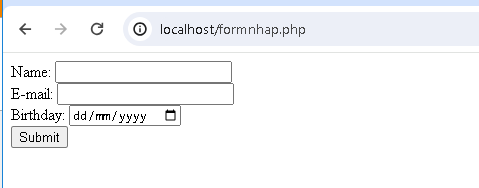 localhost/formnhap.php
Name:
E-mail:
Birthday: dd/mm/yyyy
Submit